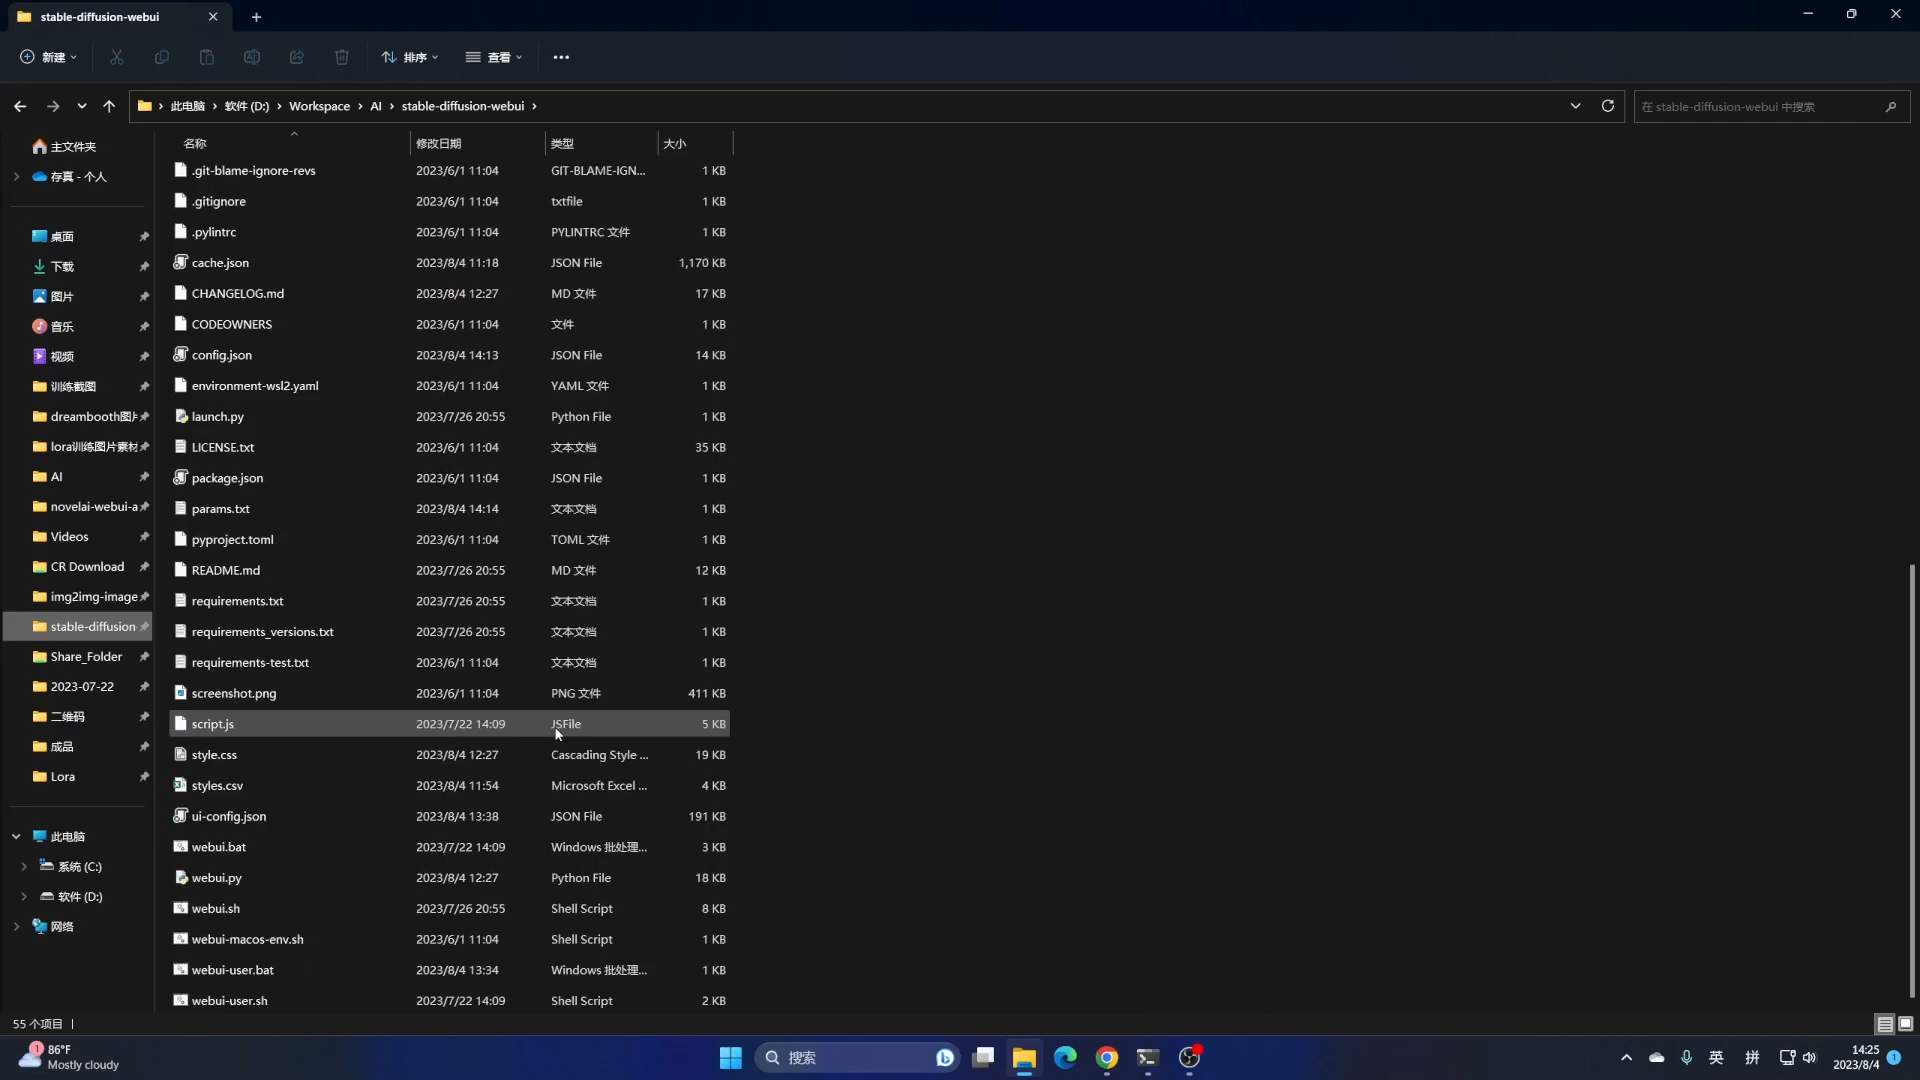 stable-diffusion-webui
新建
排序
查看
此电脑 > 软件 (D:) > Workspace > AI > stable-diffusion-webui >
在 stable-diffusion-webui 中搜索
名称 修改日期 类型 大小
.git-blame-ignore-revs 2023/6/1 11:04 GIT-BLAME-IGN... 1 KB
.gitignore 2023/6/1 11:04 txtfile 1 KB
.pylintrc 2023/6/1 11:04 PYLINTRC 文件 1 KB
cache.json 2023/8/4 11:18 JSON File 1,170 KB
CHANGELOG.md 2023/8/4 12:27 MD 文件 17 KB
CODEOWNERS 2023/6/1 11:04 文件 1 KB
config.json 2023/8/4 14:13 JSON File 14 KB
environment-wsl2.yaml 2023/6/1 11:04 YAML 文件 1 KB
launch.py 2023/7/26 20:55 Python File 1 KB
LICENSE.txt 2023/6/1 11:04 文本文档 35 KB
package.json 2023/6/1 11:04 JSON File 1 KB
params.txt 2023/8/4 14:14 文本文档 1 KB
pyproject.toml 2023/6/1 11:04 TOML 文件 1 KB
README.md 2023/7/26 20:55 MD 文件 12 KB
requirements.txt 2023/7/26 20:55 文本文档 1 KB
requirements_versions.txt 2023/7/26 20:55 文本文档 1 KB
requirements-test.txt 2023/6/1 11:04 文本文档 1 KB
screenshot.png 2023/6/1 11:04 PNG 文件 411 KB
script.js 2023/7/22 14:09 JSFile 5 KB
style.css 2023/8/4 12:27 Cascading Style ... 19 KB
styles.csv 2023/8/4 11:54 Microsoft Excel ... 4 KB
ui-config.json 2023/8/4 13:38 JSON File 191 KB
webui.bat 2023/7/22 14:09 Windows 批处理... 3 KB
webui.py 2023/8/4 12:27 Python File 18 KB
webui.sh 2023/7/26 20:55 Shell Script 8 KB
webui-macos-env.sh 2023/6/1 11:04 Shell Script 1 KB
webui-user.bat 2023/8/4 13:34 Windows 批处理... 1 KB
webui-user.sh 2023/7/22 14:09 Shell Script 2 KB
主文件夹
存真 - 个人
桌面
下载
图片
音乐
视频
训练截图
dreambooth图片
lora训练图片素材
AI
novelai-webui-a
Videos
CR Download
img2img-image
stable-diffusion-
Share_Folder
2023-07-22
二维码
成品
Lora
此电脑
系统 (C:)
软件 (D:)
网络
55 个项目
1
86°F
Mostly cloudy
搜索
英
拼
14:25
2023/8/4
1